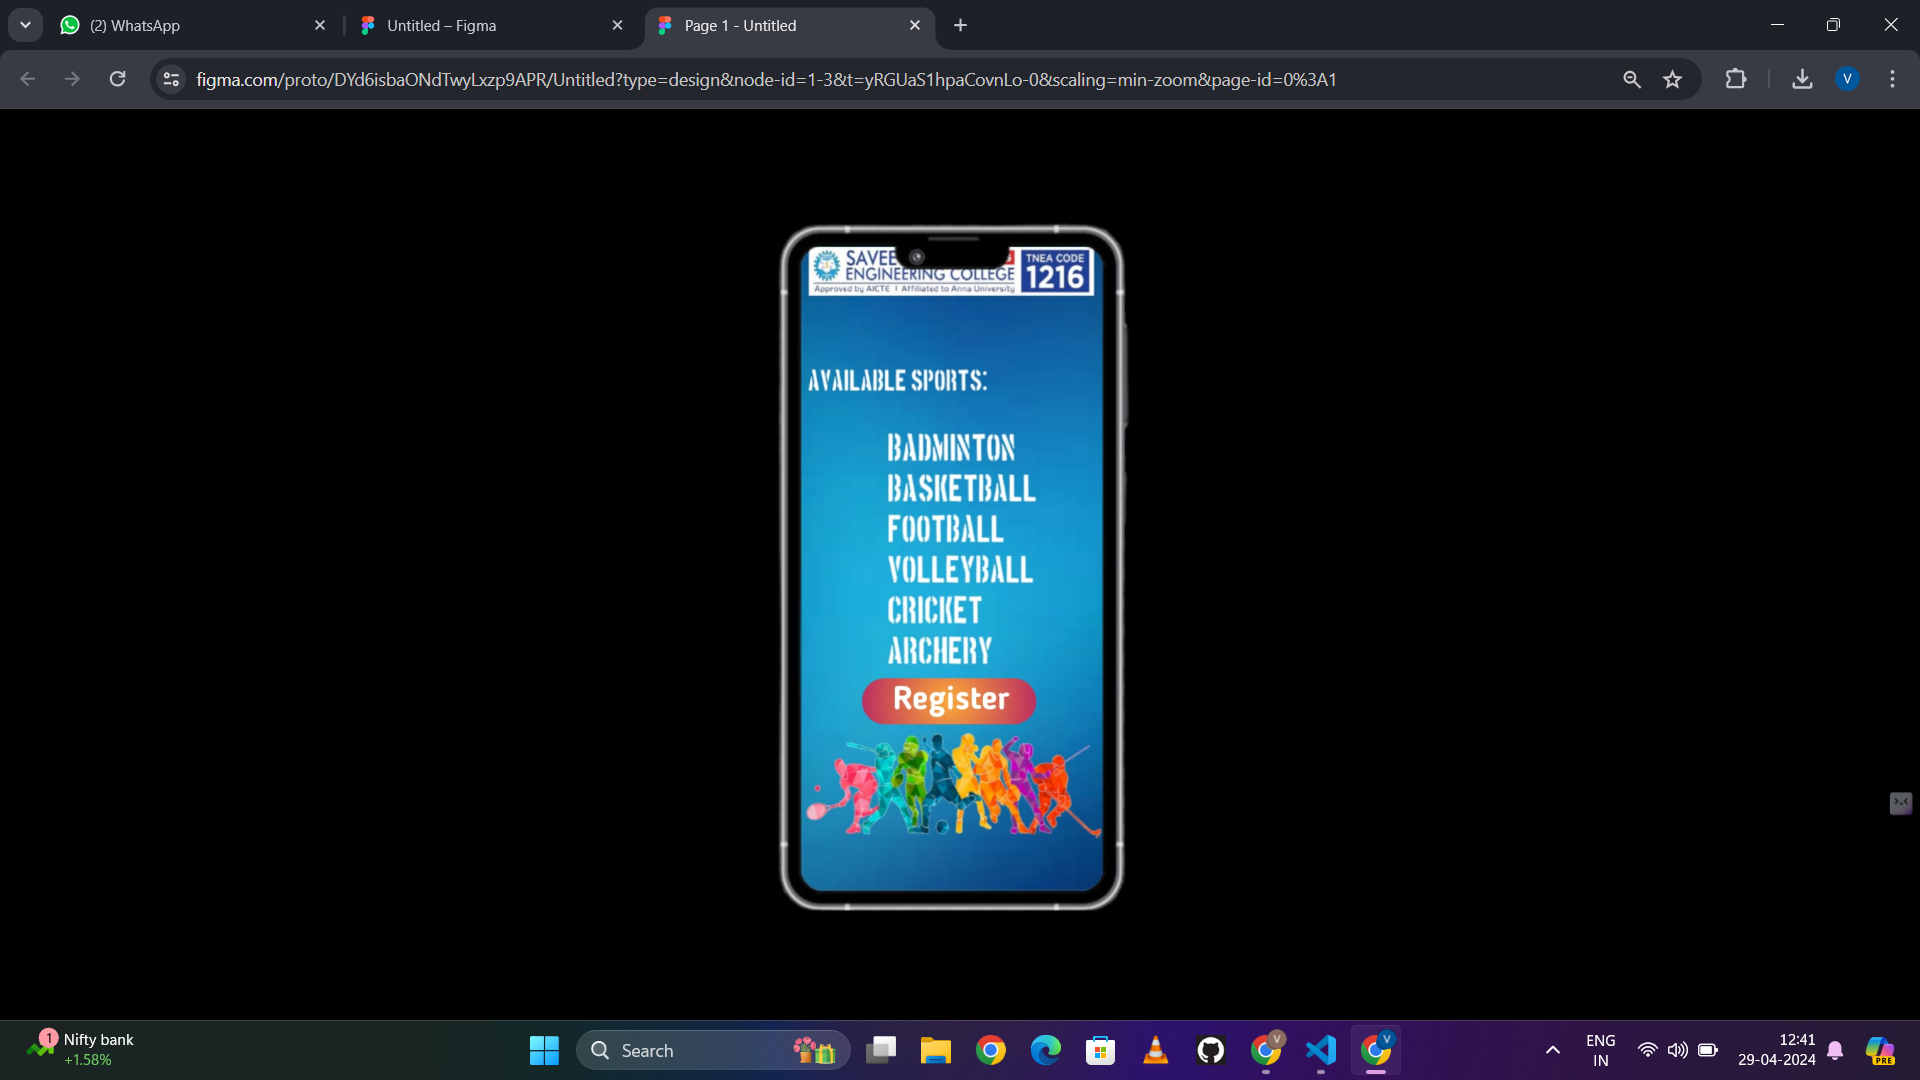 (2) WhatsApp
Untitled – Figma
Page 1 - Untitled
figma.com/proto/DYd6isbaONdTwyLxzp9APR/Untitled?type=design&node-id=1-3&t=yRGUaS1hpaCovnLo-0&scaling=min-zoom&page-id=0%3A1
V
SAVEE
ENGINEERING COLLEGE
Approved by AICTE | Affiliated to Anna University
TNEA CODE
1216
AVAILABLE SPORTS:
BADMINTON
BASKETBALL
FOOTBALL
VOLLEYBALL
CRICKET
ARCHERY
Register
1
Nifty bank
+1.58%
Search
V
V
PRE
ENG
IN
12:41
29-04-2024